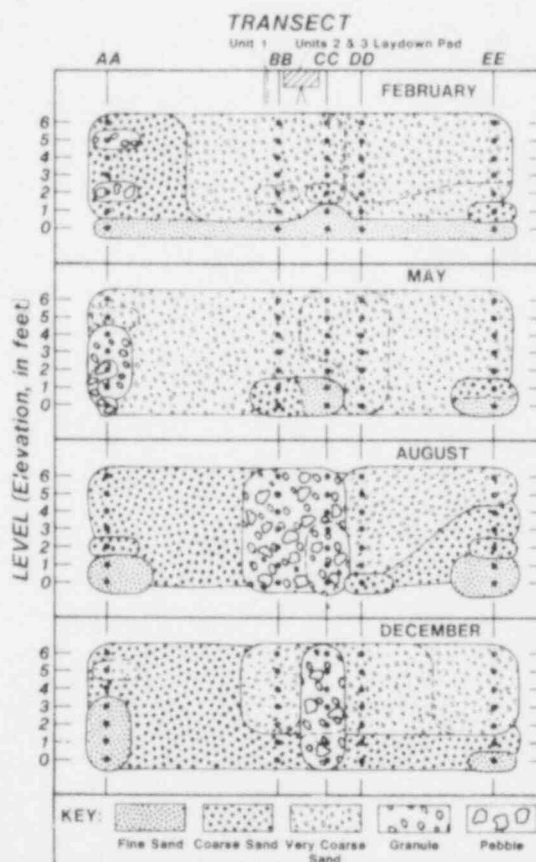 TRANSECT
Unit 1 Units 2 & 3 Laydown Pad
AA BB CC DD EE
FEBRUARY
6
5
4
3
2
1
0
MAY
6
5
4
3
2
1
0
LEVEL (Elevation, in feet)
AUGUST
6
5
4
3
2
1
0
DECEMBER
6
5
4
3
2
1
0
KEY:
Fine Sand Coarse Sand Very Coarse Sand Granule Pebble